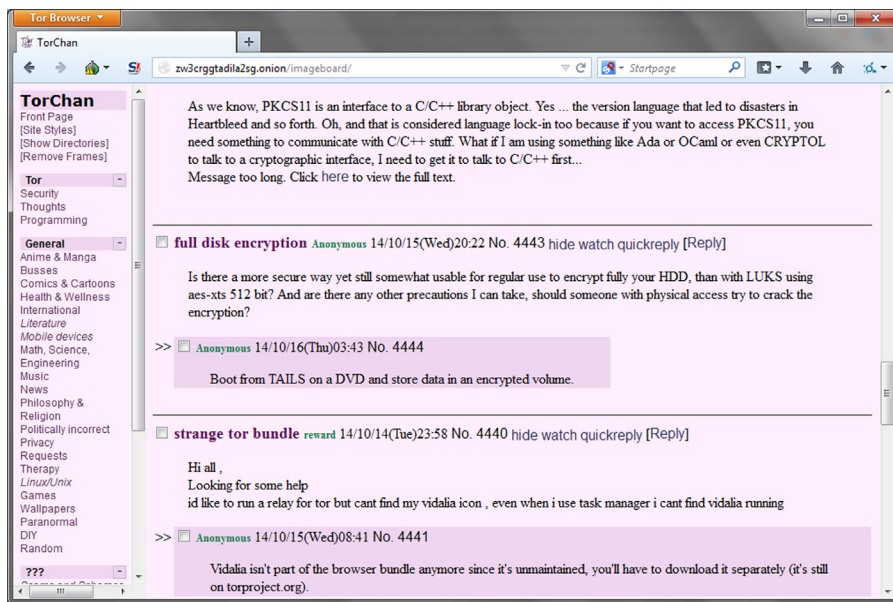 Tor Browser
TorChan
+
zw3crggtadila2sg.onion/imageboard/
Startpage
TorChan
Front Page
[Site Styles]
[Show Directories]
[Remove Frames]
Tor -
Security
Thoughts
Programming
General -
Anime & Manga
Busses
Comics & Cartoons
Health & Wellness
International
Literature
Mobile devices
Math, Science,
Engineering
Music
News
Philosophy &
Religion
Politically incorrect
Privacy
Requests
Therapy
Linux/Unix
Games
Wallpapers
Paranormal
DIY
Random
??? -
As we know, PKCS11 is an interface to a C/C++ library object. Yes ... the version language that led to disasters in
Heartbleed and so forth. Oh, and that is considered language lock-in too because if you want to access PKCS11, you
need something to communicate with C/C++ stuff. What if I am using something like Ada or OCaml or even CRYPTOL
to talk to a cryptographic interface, I need to get it to talk to C/C++ first...
Message too long. Click here to view the full text.
full disk encryption Anonymous 14/10/15(Wed)20:22 No. 4443 hide watch quickreply [Reply]
Is there a more secure way yet still somewhat usable for regular use to encrypt fully your HDD, than with LUKS using
aes-xts 512 bit? And are there any other precautions I can take, should someone with physical access try to crack the
encryption?
>> Anonymous 14/10/16(Thu)03:43 No. 4444
Boot from TAILS on a DVD and store data in an encrypted volume.
strange tor bundle reward 14/10/14(Tue)23:58 No. 4440 hide watch quickreply [Reply]
Hi all ,
Looking for some help
id like to run a relay for tor but cant find my vidalia icon , even when i use task manager i cant find vidalia running
>> Anonymous 14/10/15(Wed)08:41 No. 4441
Vidalia isn't part of the browser bundle anymore since it's unmaintained, you'll have to download it separately (it's still
on torproject.org).